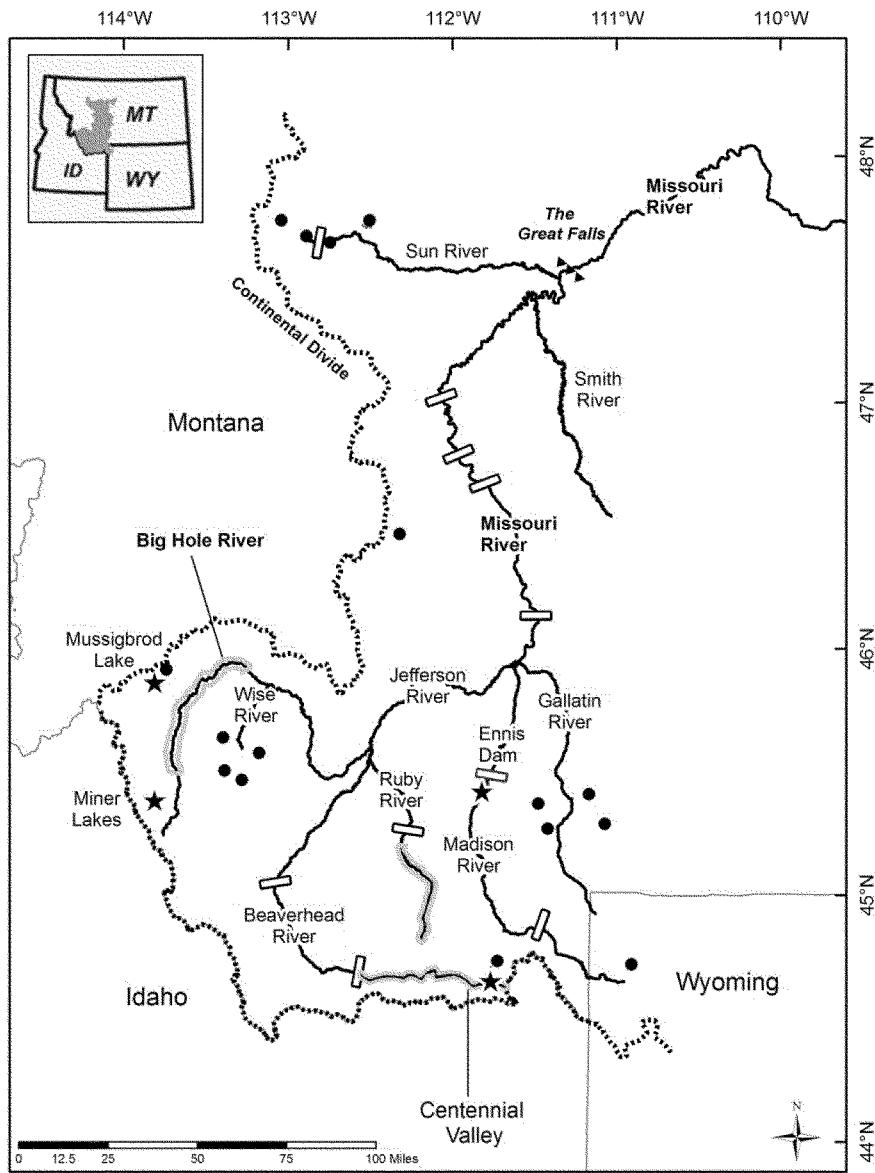 114°W
113°W
112°W
111°W
110°W
MT
ID
WY
48°N
Missouri
River
The
Great Falls
Sun River
Continental Divide
Smith
River
47°N
Montana
Missouri
River
Big Hole River
46°N
Mussigbrod
Lake
Jefferson
River
Gallatin
River
Wise
River
Ennis
Dam
Ruby
River
Miner
Lakes
Madison
River
45°N
Beaverhead
River
Idaho
Wyoming
Centennial
Valley
N
44°N
0 12.5 25 50 75 100 Miles